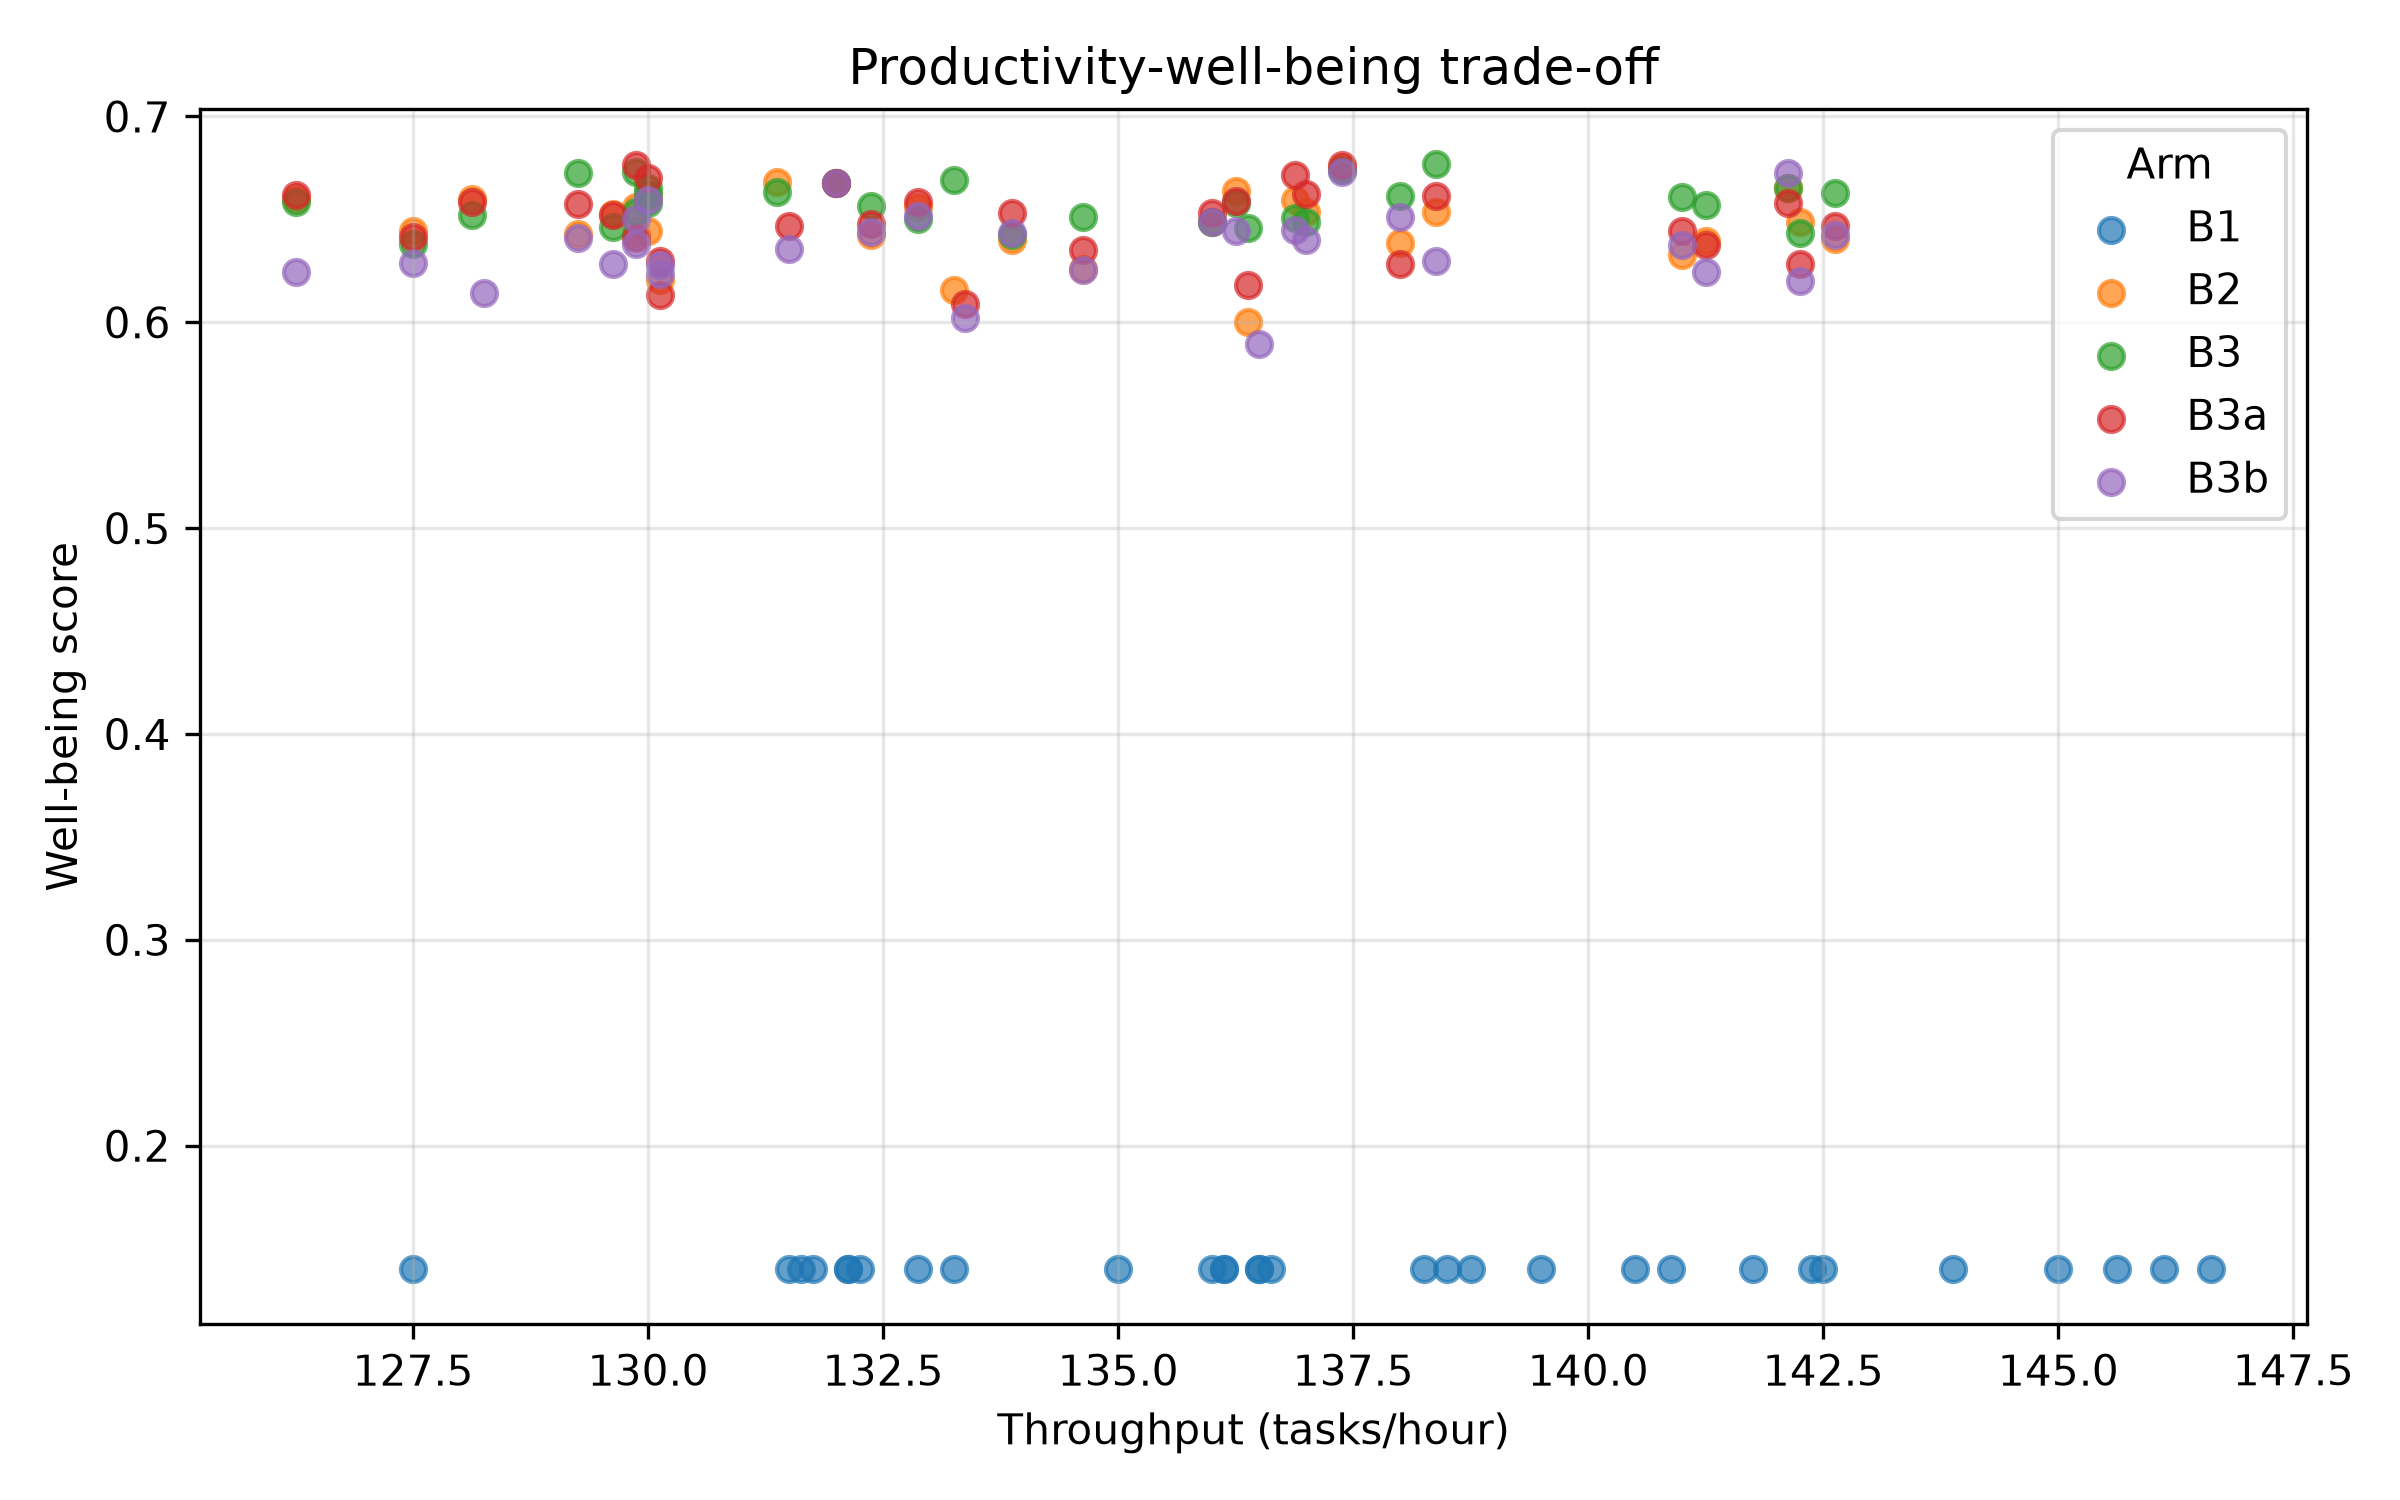 Productivity-well-being trade-off
0.7
0.6
0.5
0.4
0.3
0.2
Well-being score
Arm
B1
B2
B3
B3a
B3b
127.5 130.0 132.5 135.0 137.5 140.0 142.5 145.0 147.5
Throughput (tasks/hour)